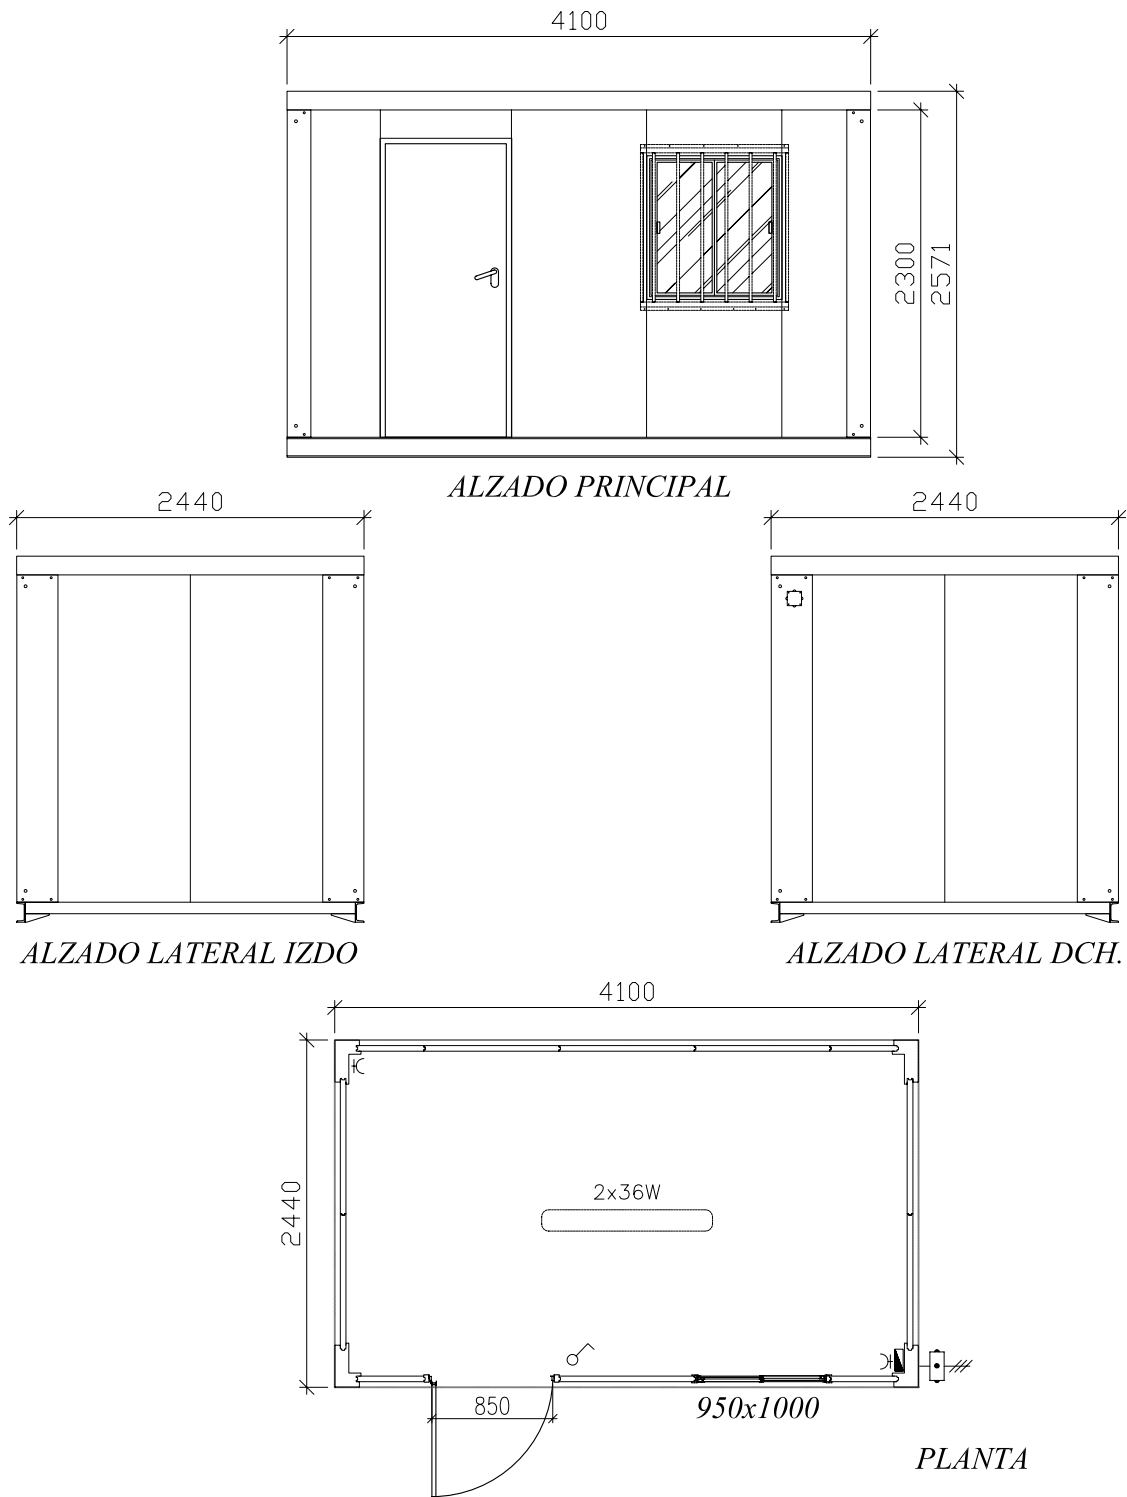 4100
2300
2571
ALZADO PRINCIPAL
2440
2440
ALZADO LATERAL IZDO
ALZADO LATERAL DCH.
4100
2440
2x36W
850
950x1000
PLANTA